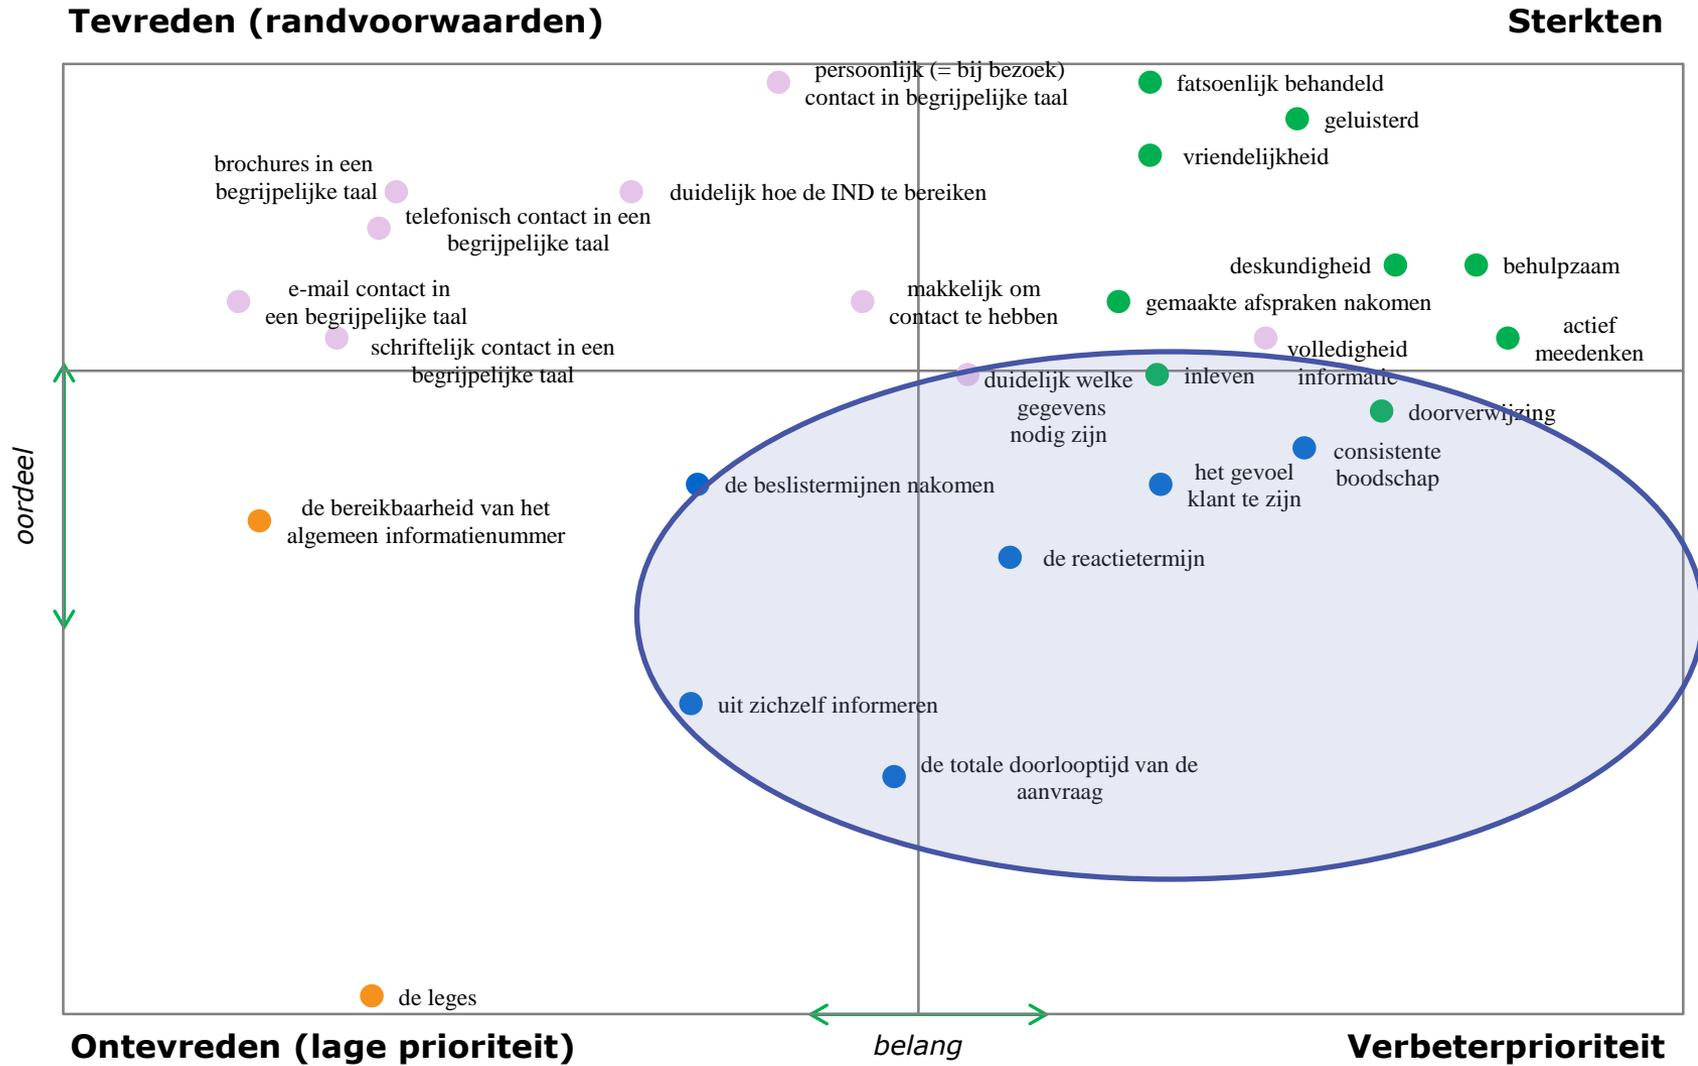 Tevreden (randvoorwaarden)
Sterkten
persoonlijk (= bij bezoek)
contact in begrijpelijke taal
fatsoenlijk behandeld
geluisterd
vriendelijkheid
brochures in een
begrijpelijke taal
duidelijk hoe de IND te bereiken
telefonisch contact in een
begrijpelijke taal
deskundigheid
behulpzaam
e-mail contact in
een begrijpelijke taal
makkelijk om
contact te hebben
gemaakte afspraken nakomen
actief
meedenken
schriftelijk contact in een
begrijpelijke taal
volledigheid
informatie
duidelijk welke
gegevens
nodig zijn
inleven
doorverwijzing
consistente
boodschap
het gevoel
klant te zijn
de beslistermijnen nakomen
oordeel
de bereikbaarheid van het
algemeen informatienummer
de reactietermijn
uit zichzelf informeren
de totale doorlooptijd van de
aanvraag
de leges
Ontevreden (lage prioriteit)
belang
Verbeterprioriteit